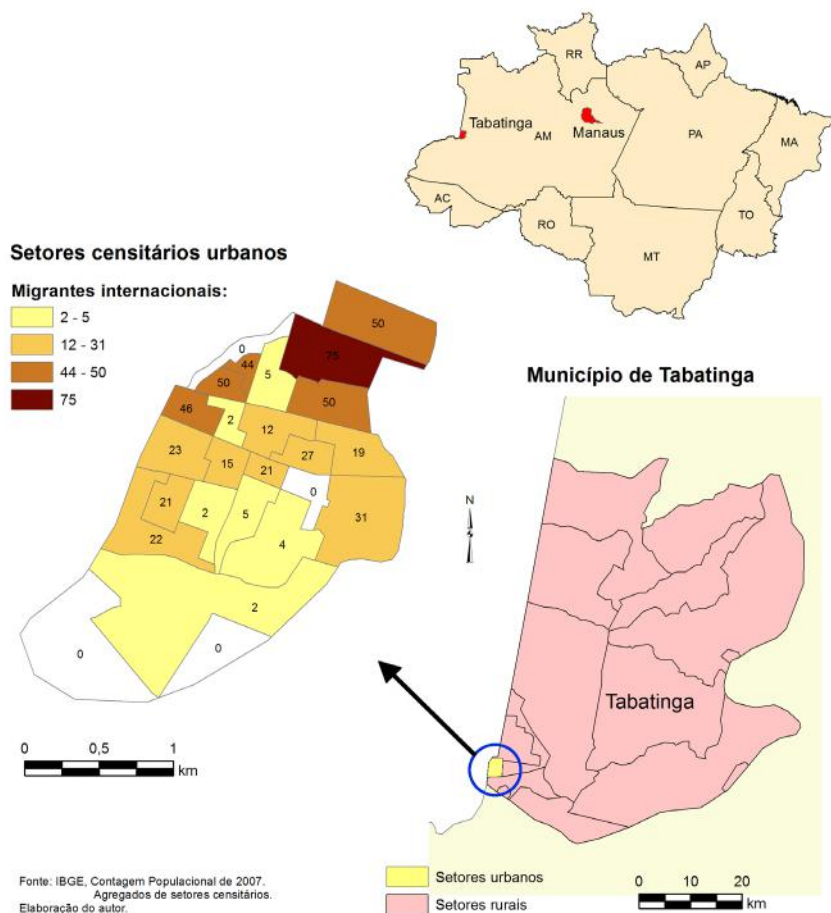 RR
AP
Tabatinga
AM
Manaus
PA
MA
AC
RO
TO
MT
Setores censitários urbanos
Migrantes internacionais:
2 - 5
12 - 31
44 - 50
75
50
0
44
75
5
50
50
46
2
12
23
15
27
19
21
0
21
2
5
31
22
4
2
0
0
0 0,5 1
km
Município de Tabatinga
N
Tabatinga
Setores urbanos
Setores rurais
0 10 20
km
Fonte: IBGE, Contagem Populacional de 2007.
Agregados de setores censitários.
Elaboração do autor.